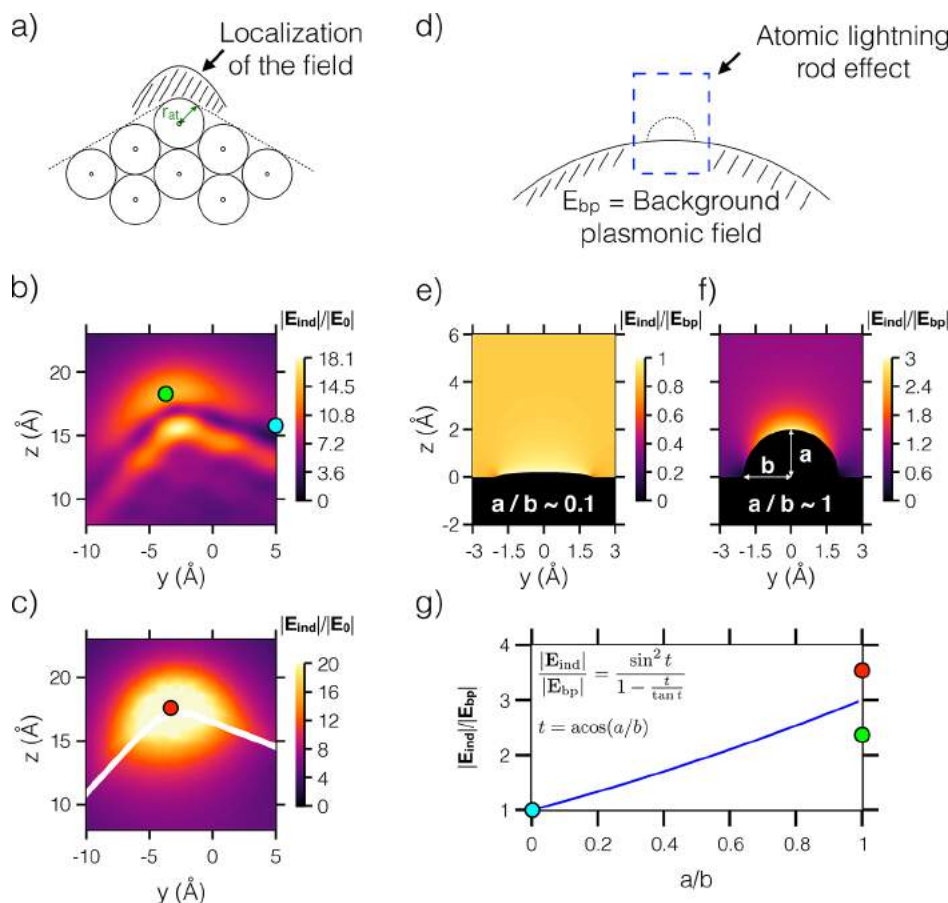 a)
Localization
of the field
r_at
d)
Atomic lightning
rod effect
E_bp = Background
plasmonic field
b)
|E_ind|/|E_0|
18.1
14.5
10.8
7.2
3.6
0
20
15
10
z (Å)
-10 -5 0 5
y (Å)
e)
|E_ind|/|E_bp|
1
0.8
0.6
0.4
0.2
0
6
4
2
0
-2
z (Å)
a / b ~ 0.1
-3 -1.5 0 1.5 3
y (Å)
f)
|E_ind|/|E_bp|
3
2.4
1.8
1.2
0.6
0
a
b
a / b ~ 1
-3 -1.5 0 1.5 3
y (Å)
c)
|E_ind|/|E_0|
20
16
12
8
4
0
20
15
10
z (Å)
-10 -5 0 5
y (Å)
g)
|E_ind|/|E_bp| = sin² t / (1 − t / tan t)
t = acos(a/b)
|E_ind|/|E_bp|
4
3
2
1
0 0.2 0.4 0.6 0.8 1
a/b